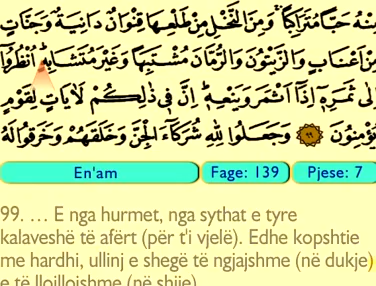 مِنْهُ حَبًّا مُّتَرَاكِبًا وَمِنَ النَّخْلِ مِنْ طَلْعِهَا قِنْوَانٌ دَانِيَةٌ وَجَنَّاتٍ
مِنْ اَعْنَابٍ وَالزَّيْتُونَ وَالرُّمَّانَ مُشْتَبِهًا وَغَيْرَ مُتَشَابِهٍ اُنْظُرُٓوا
اِلٰى ثَمَرِهٖٓ اِذَٓا اَثْمَرَ وَيَنْعِهٖ اِنَّ فٖى ذٰلِكُمْ لَاٰيَاتٍ لِقَوْمٍ
يُؤْمِنُونَ ٩٩ وَجَعَلُوا لِلّٰهِ شُرَكَٓاءَ الْجِنَّ وَخَلَقَهُمْ وَخَرَقُوا لَهُ
En'am Fage: 139 Pjese: 7
99. ... E nga hurmet, nga sythat e tyre
kalaveshë të afërt (për t'i vjelë). Edhe kopshtie
me hardhi, ullinj e shegë të ngjajshme (në dukje)
e të llojllojshme (në shije).